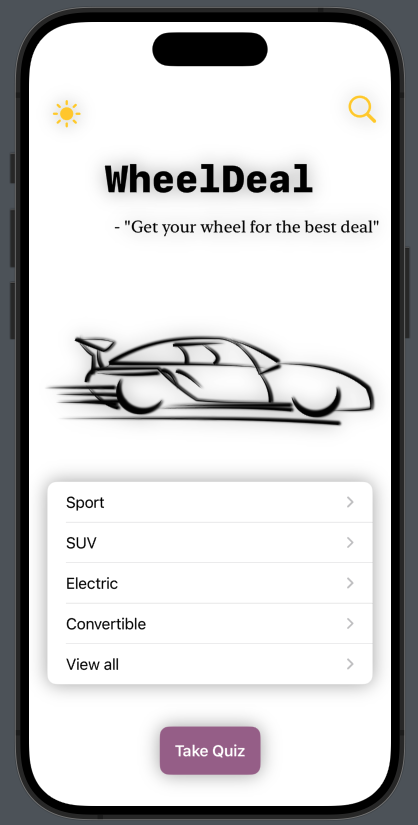 WheelDeal
- "Get your wheel for the best deal"
Sport
SUV
Electric
Convertible
View all
Take Quiz